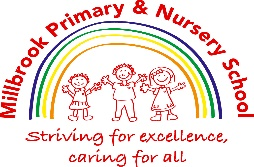 Millbrook Primary & Nursery School
Striving for excellence,
caring for all